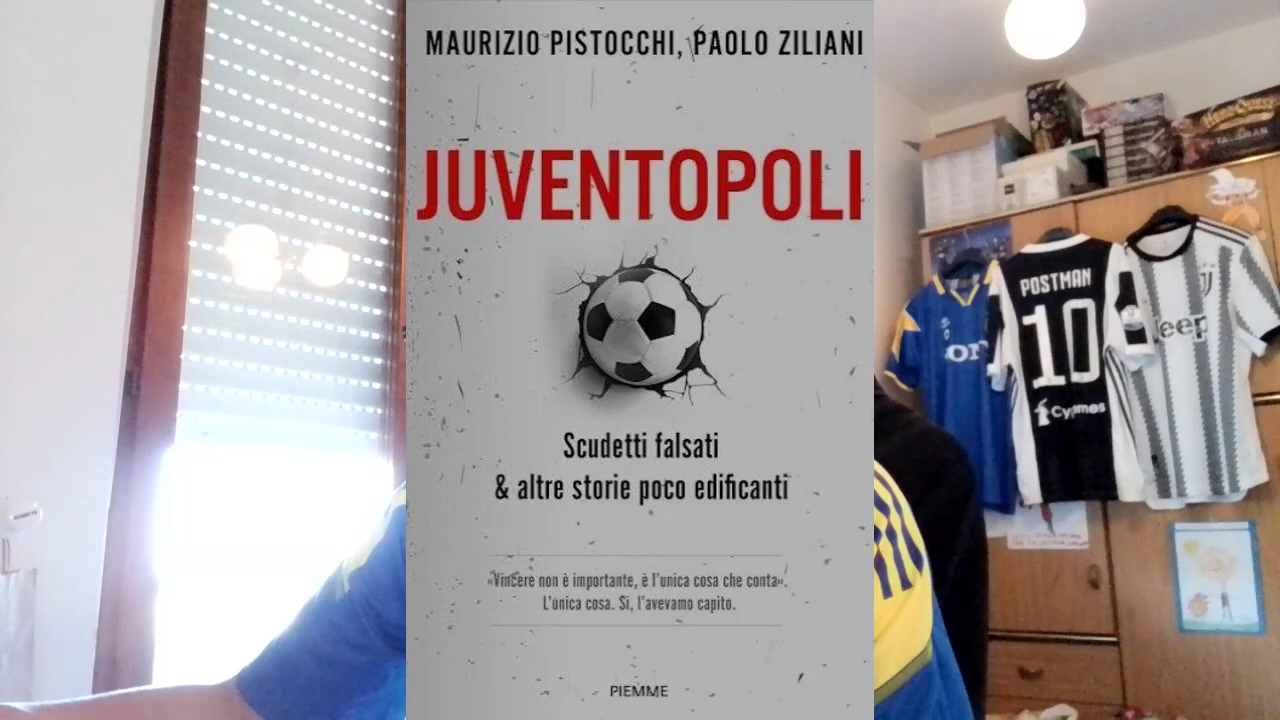 MAURIZIO PISTOCCHI, PAOLO ZILIANI
JUVENTOPOLI
Scudetti falsati
& altre storie poco edificanti
«Vincere non è importante, è l'unica cosa che conta».
L'unica cosa. Sì, l'avevamo capito.
PIEMME
POSTMAN
10
Cygames
Jeep
HeroQuest